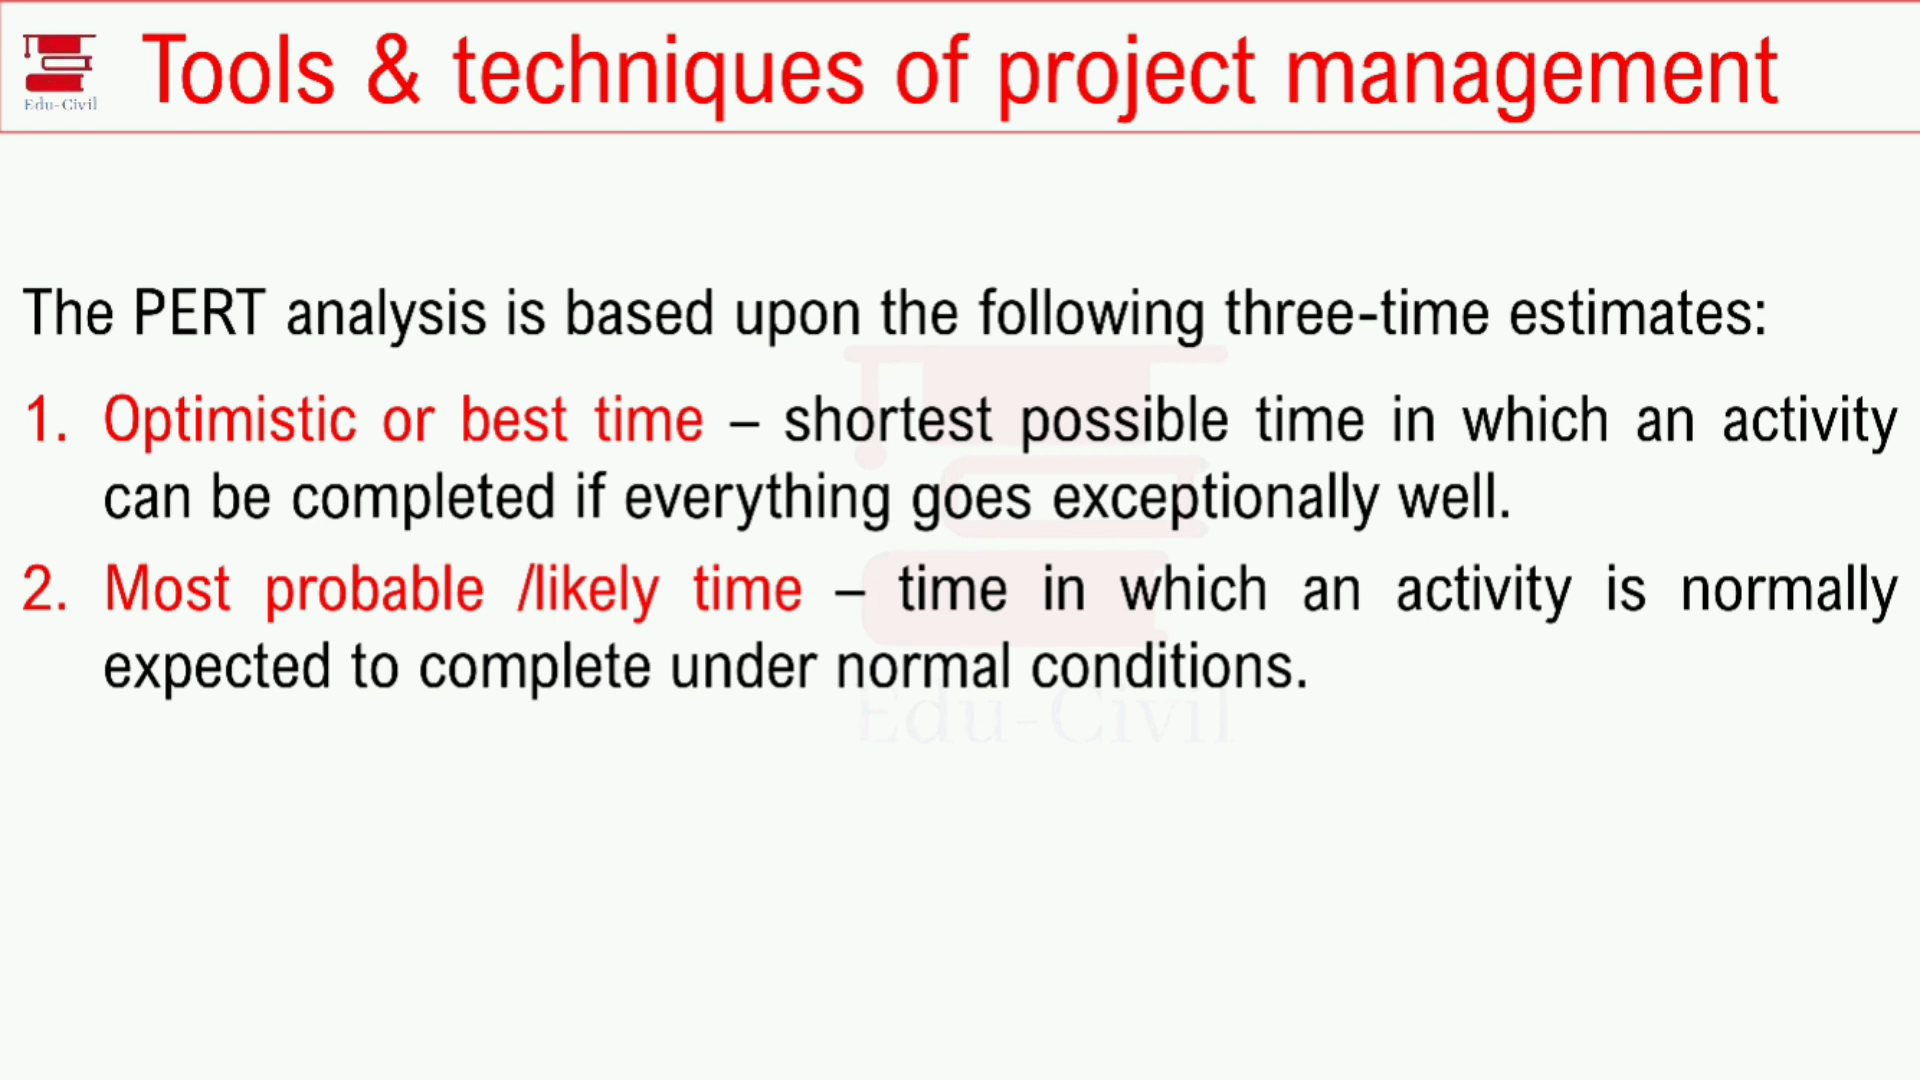 Edu-Civil
Tools & techniques of project management
The PERT analysis is based upon the following three-time estimates:
1. Optimistic or best time – shortest possible time in which an activity
can be completed if everything goes exceptionally well.
2. Most probable /likely time – time in which an activity is normally
expected to complete under normal conditions.
Edu-Civil